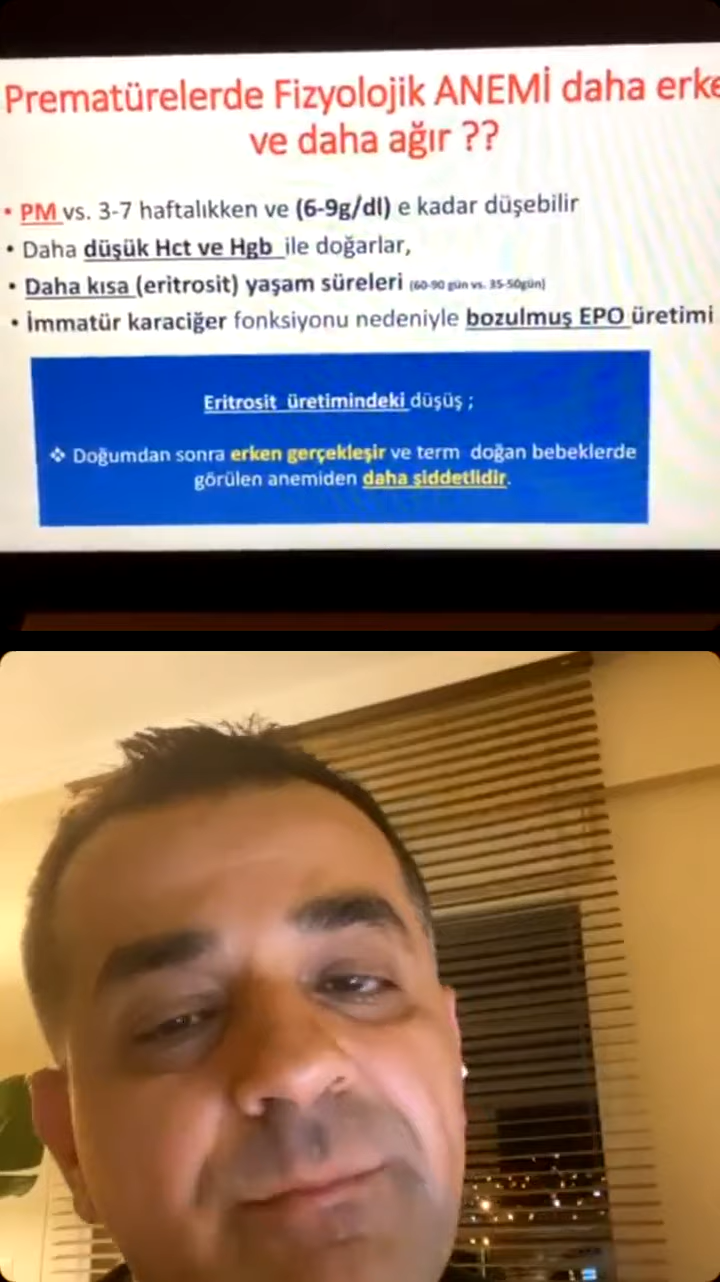 Prematürelerde Fizyolojik ANEMİ daha erke
ve daha ağır ??
• PM vs. 3-7 haftalıkken ve (6-9g/dl) e kadar düşebilir
• Daha düşük Hct ve Hgb ile doğarlar,
• Daha kısa (eritrosit) yaşam süreleri (60-90 gün vs. 35-50gün)
• İmmatür karaciğer fonksiyonu nedeniyle bozulmuş EPO üretimi
Eritrosit üretimindeki düşüş ;
❖ Doğumdan sonra erken gerçekleşir ve term doğan bebeklerde
görülen anemiden daha şiddetlidir.